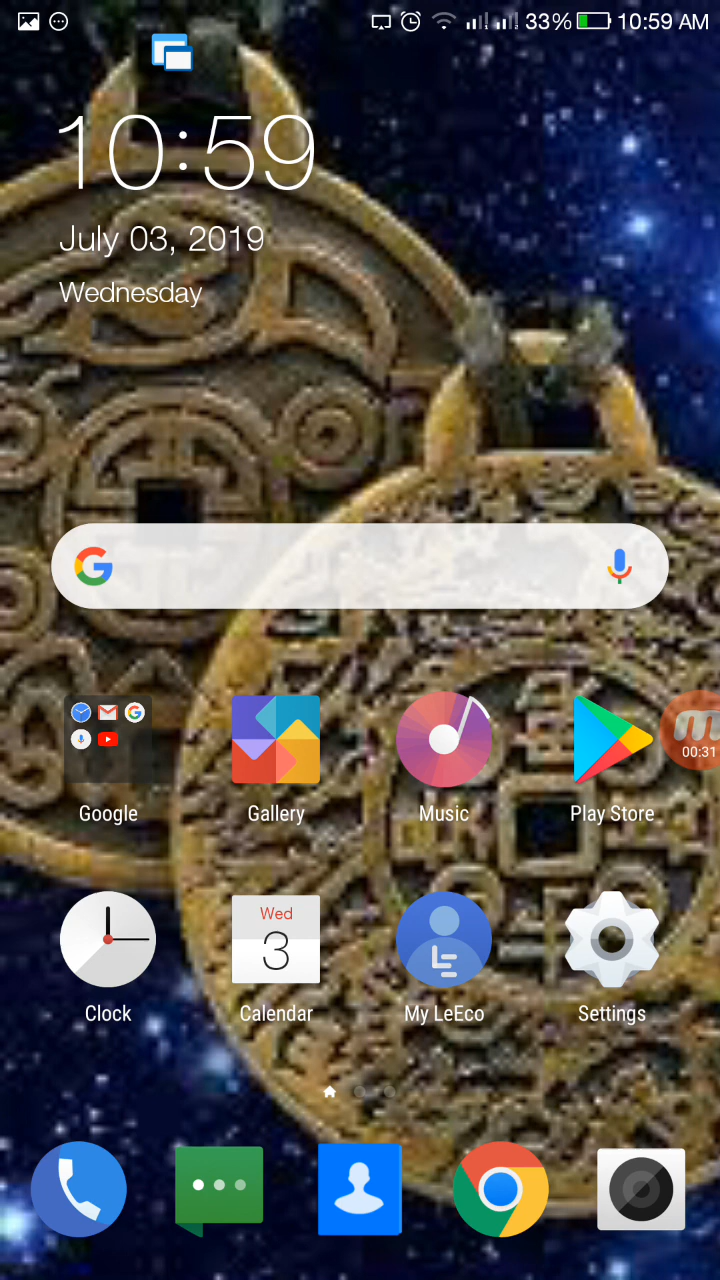 33% 10:59 AM
10:59
July 03, 2019
Wednesday
00:31
Google Gallery Music Play Store
Wed
3
Clock Calendar My LeEco Settings